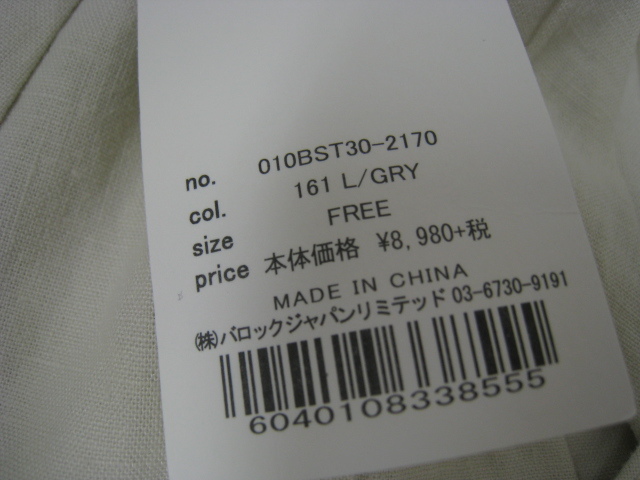 no. 010BST30-2170
col. 161 L/GRY
size FREE
price 本体価格 ¥8,980+税
MADE IN CHINA
㈱バロックジャパンリミテッド 03-6730-9191
6040108338555